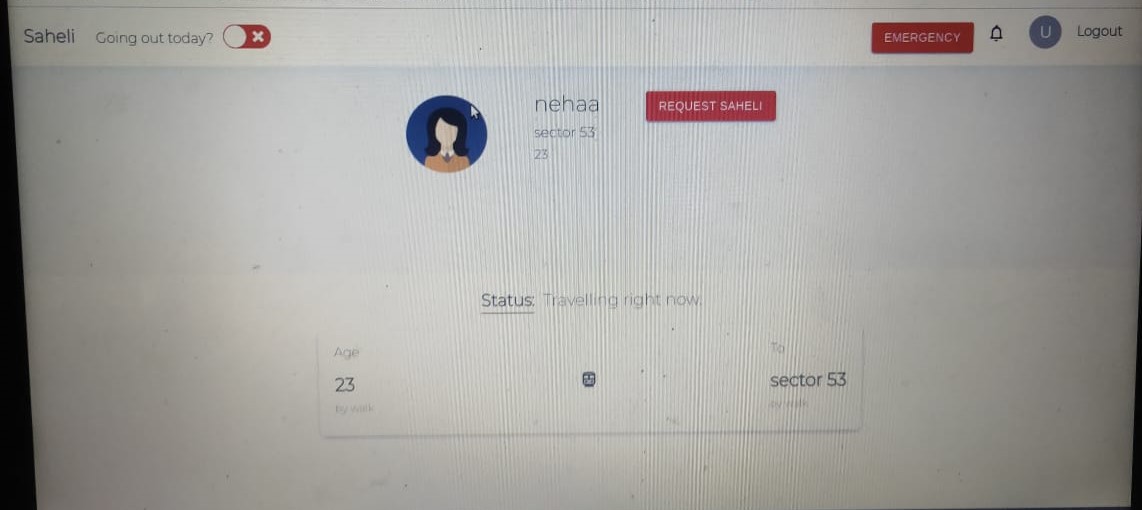 Saheli Going out today? EMERGENCY U Logout
nehaa REQUEST SAHELI
sector 53
23
Status: Travelling right now.
Age To
23 sector 53
by walk by walk